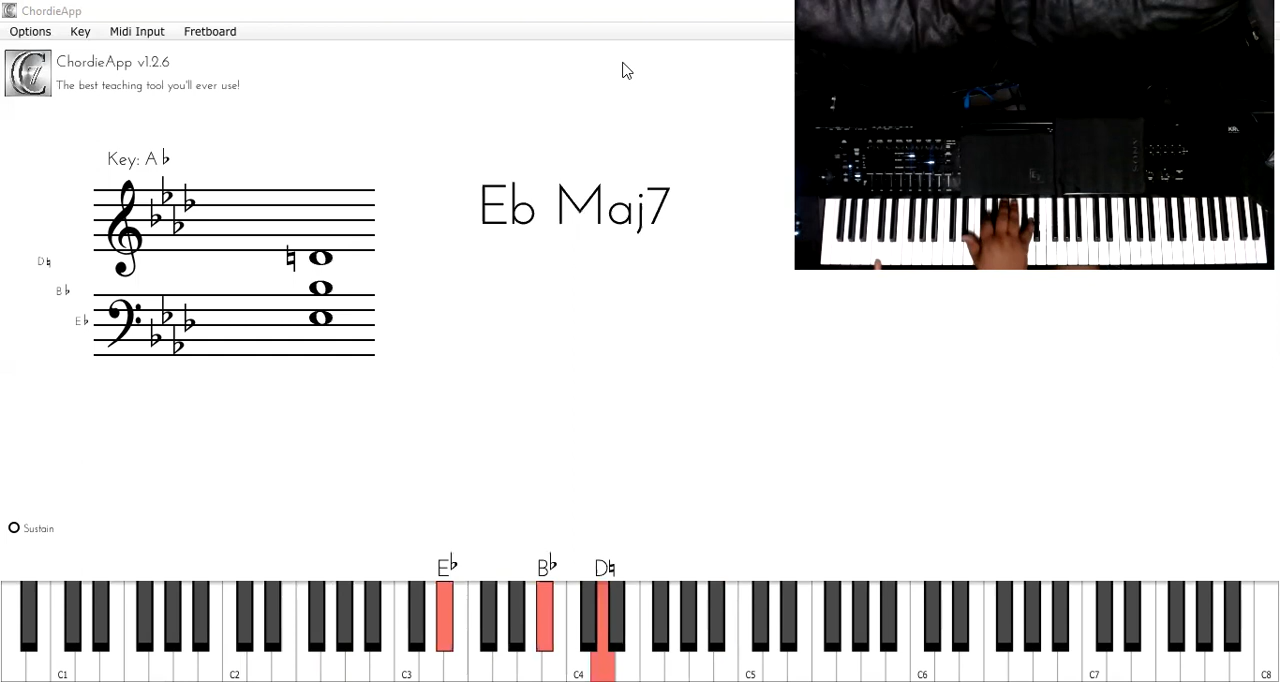 ChordieApp
Options Key Midi Input Fretboard
ChordieApp v1.2.6
The best teaching tool you'll ever use!
Key: A♭
Eb Maj7
D♮
B♭
E♭
Sustain
E♭ B♭ D♮
C1 C2 C3 C4 C5 C6 C7 C8